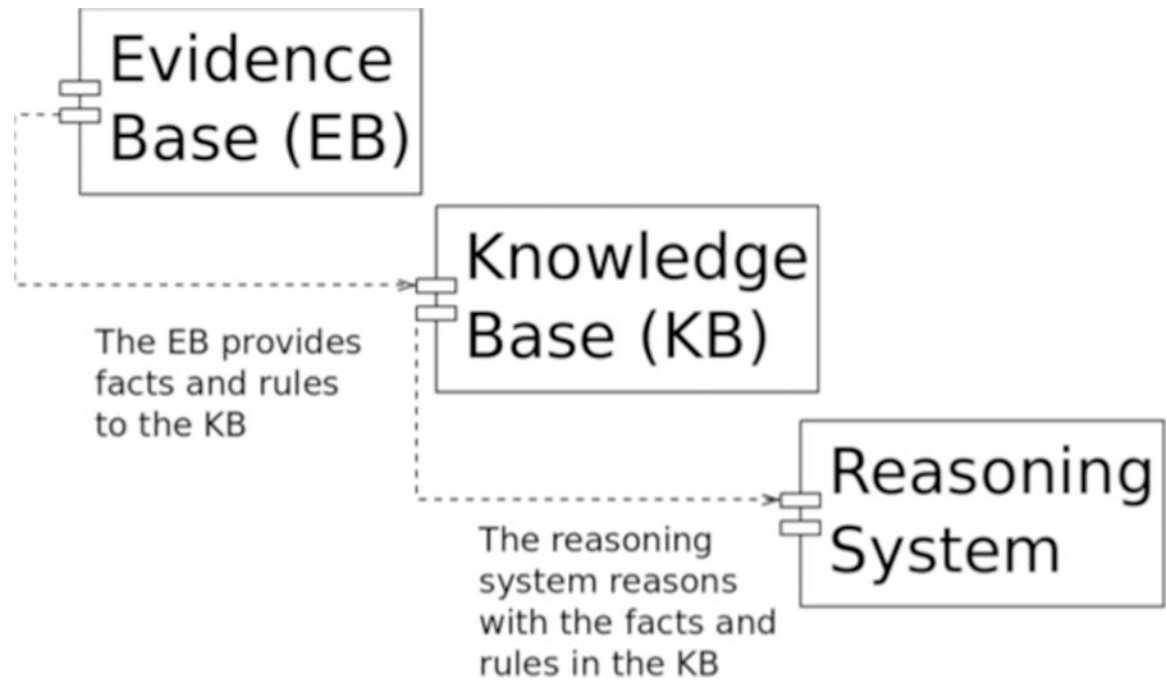 Evidence
Base (EB)
Knowledge
Base (KB)
The EB provides
facts and rules
to the KB
Reasoning
System
The reasoning
system reasons
with the facts and
rules in the KB